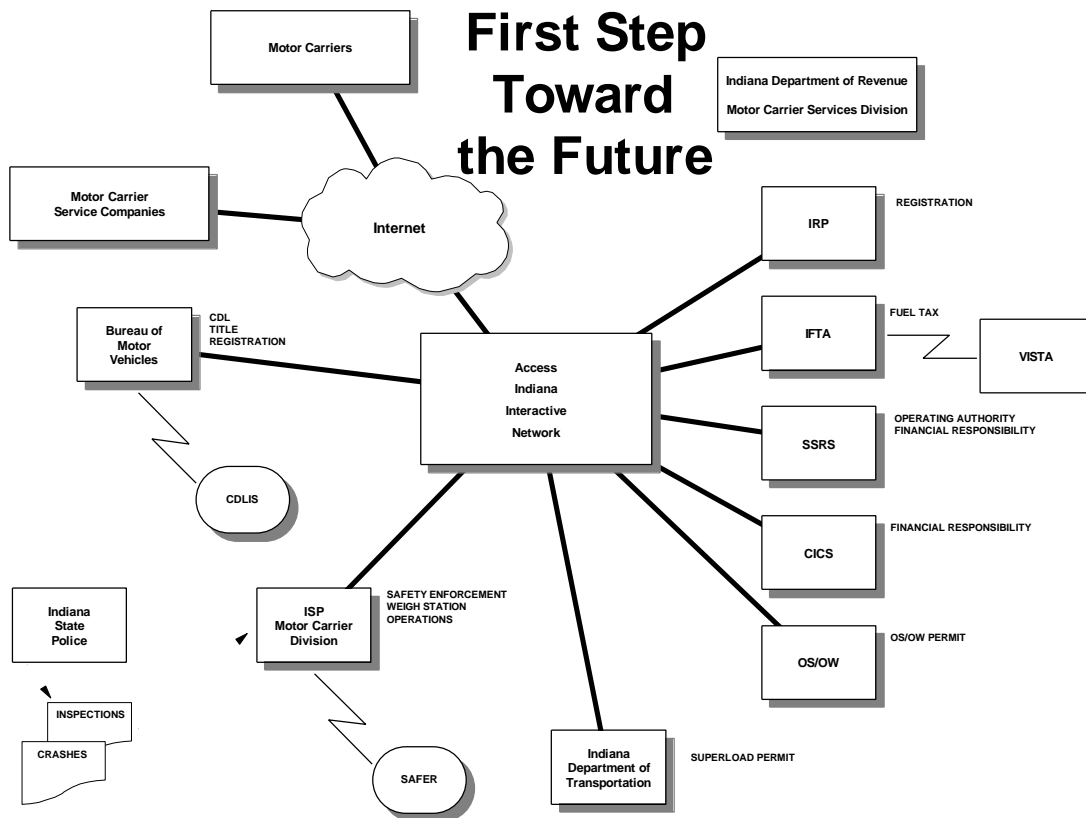 First Step
Toward
the Future
Motor Carriers
Indiana Department of Revenue
Motor Carrier Services Division
Motor Carrier
Service Companies
Internet
IRP
REGISTRATION
Bureau of
Motor
Vehicles
CDL
TITLE
REGISTRATION
IFTA
FUEL TAX
VISTA
Access
Indiana
Interactive
Network
SSRS
OPERATING AUTHORITY
FINANCIAL RESPONSIBILITY
CDLIS
CICS
FINANCIAL RESPONSIBILITY
Indiana
State
Police
ISP
Motor Carrier
Division
SAFETY ENFORCEMENT
WEIGH STATION
OPERATIONS
OS/OW
OS/OW PERMIT
INSPECTIONS
CRASHES
SAFER
Indiana
Department of
Transportation
SUPERLOAD PERMIT